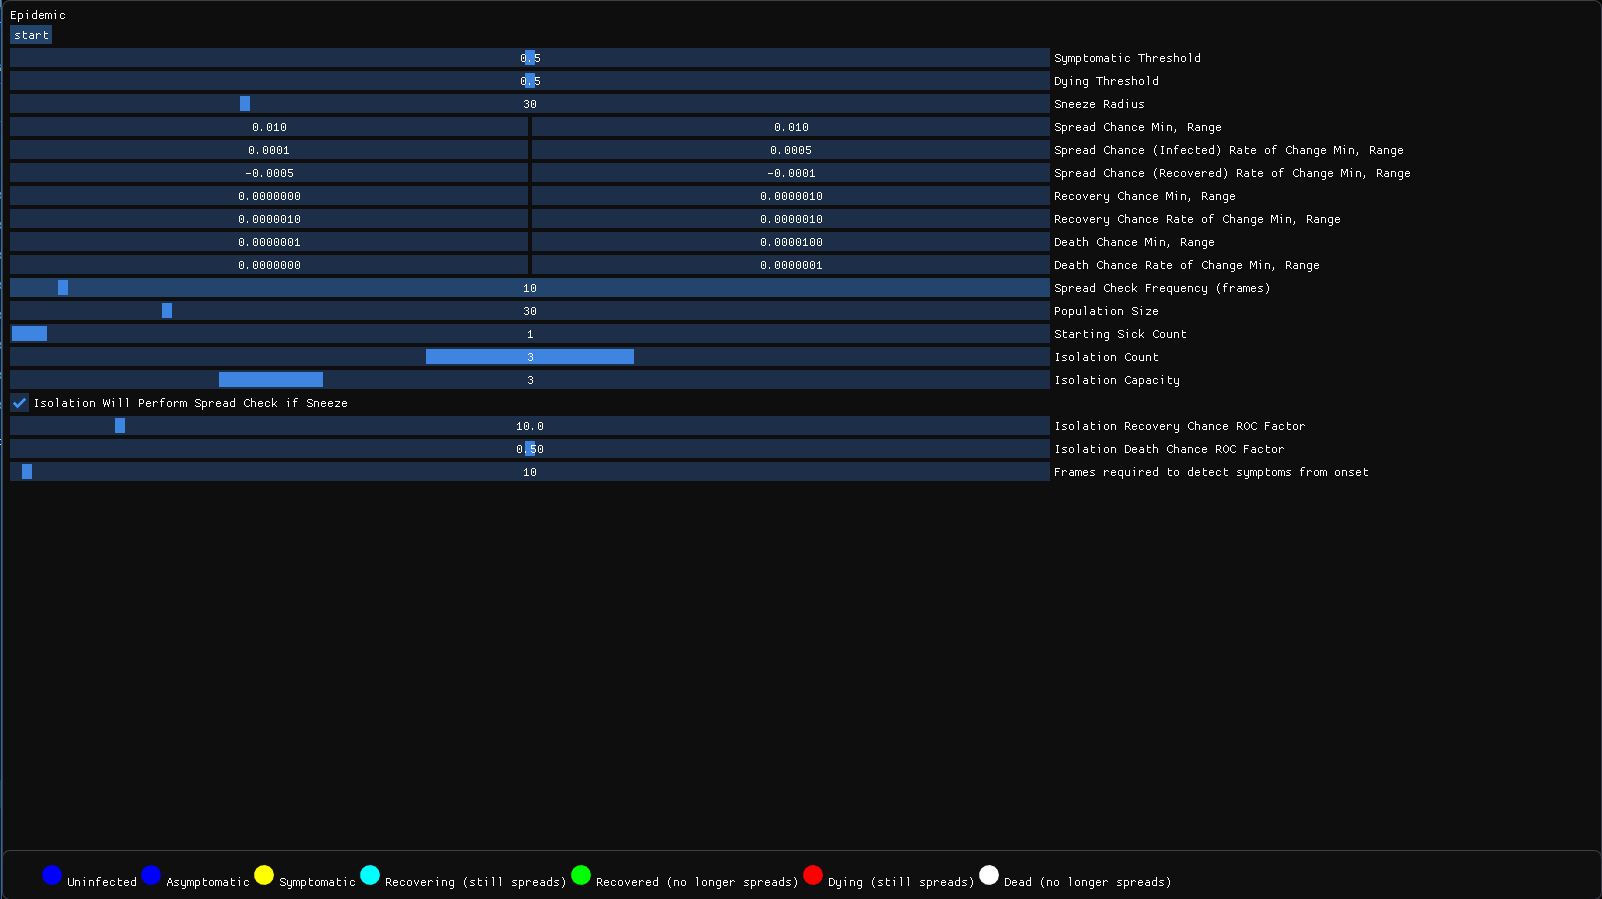 Epidemic
start
0.5 Symptomatic Threshold
0.5 Dying Threshold
30 Sneeze Radius
0.010 0.010 Spread Chance Min, Range
0.0001 0.0005 Spread Chance (Infected) Rate of Change Min, Range
-0.0005 -0.0001 Spread Chance (Recovered) Rate of Change Min, Range
0.0000000 0.0000010 Recovery Chance Min, Range
0.0000010 0.0000010 Recovery Chance Rate of Change Min, Range
0.0000001 0.0000100 Death Chance Min, Range
0.0000000 0.0000001 Death Chance Rate of Change Min, Range
10 Spread Check Frequency (frames)
30 Population Size
1 Starting Sick Count
3 Isolation Count
3 Isolation Capacity
Isolation Will Perform Spread Check if Sneeze
10.0 Isolation Recovery Chance ROC Factor
0.50 Isolation Death Chance ROC Factor
10 Frames required to detect symptoms from onset
Uninfected Asymptomatic Symptomatic Recovering (still spreads) Recovered (no longer spreads) Dying (still spreads) Dead (no longer spreads)